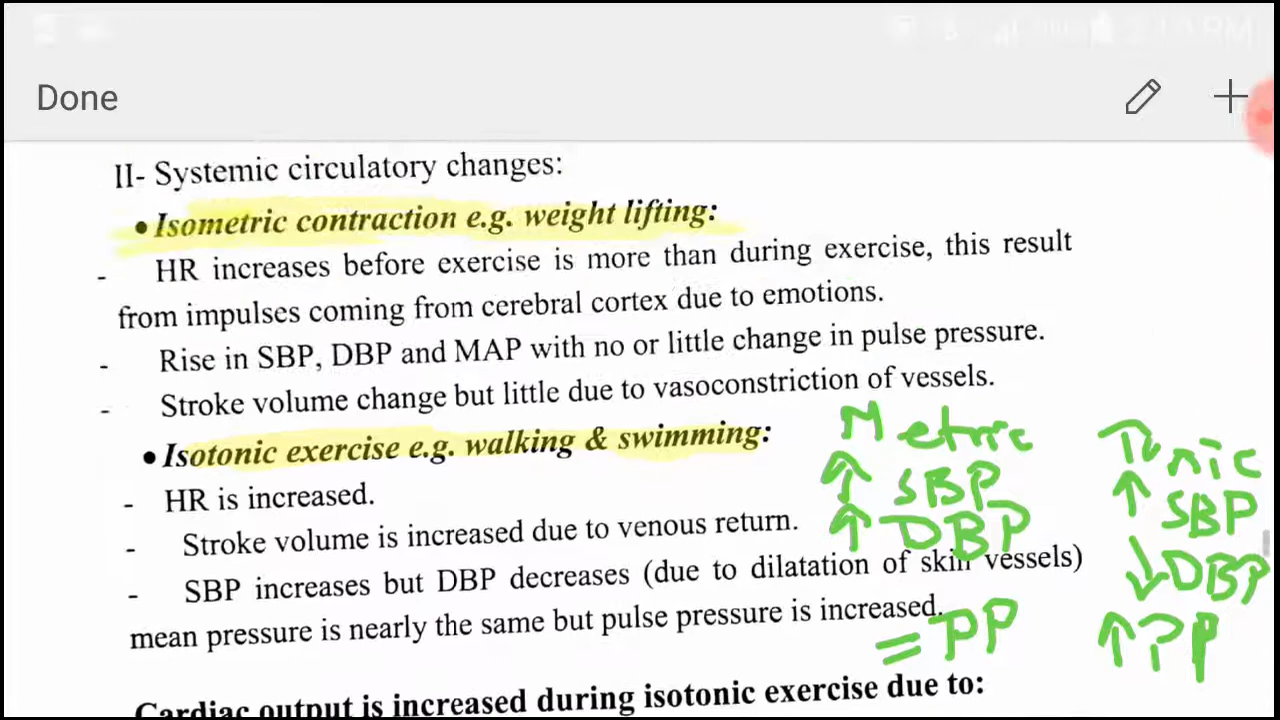 Done
II- Systemic circulatory changes:
• Isometric contraction e.g. weight lifting:
- HR increases before exercise is more than during exercise, this result
from impulses coming from cerebral cortex due to emotions.
- Rise in SBP, DBP and MAP with no or little change in pulse pressure.
- Stroke volume change but little due to vasoconstriction of vessels.
• Isotonic exercise e.g. walking & swimming:
- HR is increased.
- Stroke volume is increased due to venous return.
- SBP increases but DBP decreases (due to dilatation of skin vessels)
mean pressure is nearly the same but pulse pressure is increased.
Cardiac output is increased during isotonic exercise due to:
Metric
↑ SBP
↑ DBP
= PP
Tonic
↑ SBP
↓ DBP
↑ PP